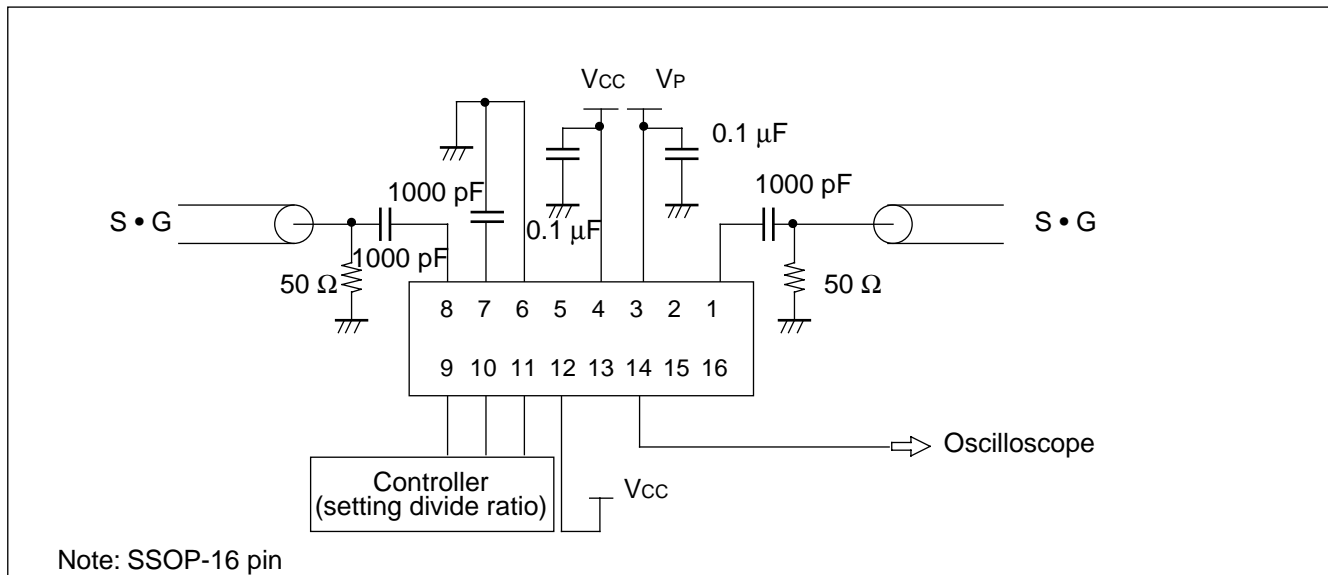 VCC VP
0.1 μF
1000 pF 1000 pF
S • G 0.1 μF S • G
1000 pF
50 Ω 50 Ω
8 7 6 5 4 3 2 1
9 10 11 12 13 14 15 16
Oscilloscope
Controller
(setting divide ratio)
VCC
Note: SSOP-16 pin